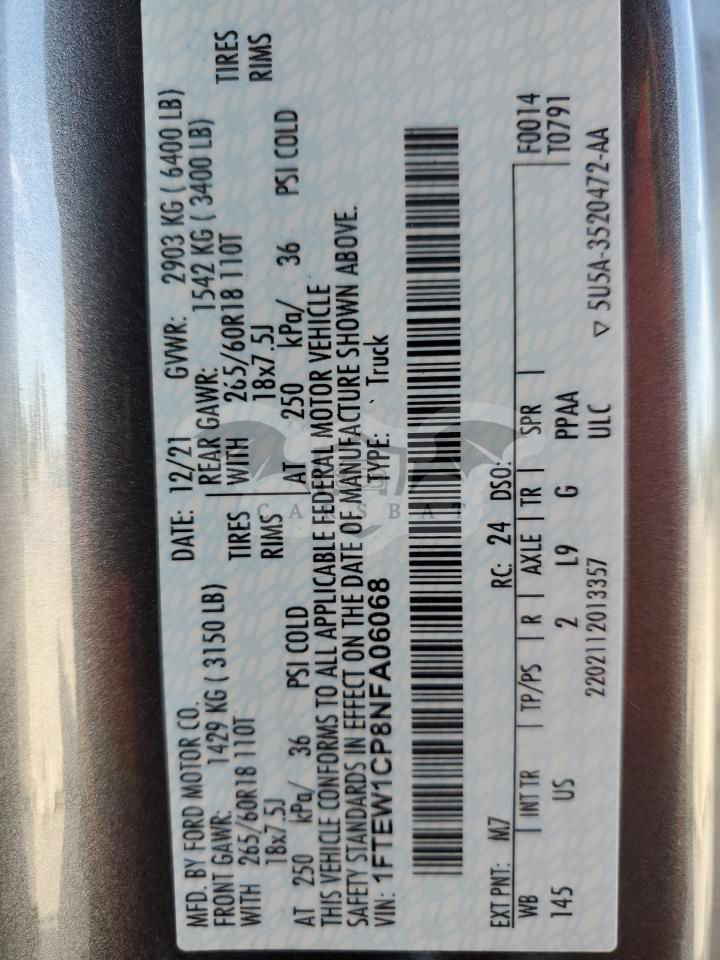 MFD. BY FORD MOTOR CO.
DATE: 12/21 GVWR: 2903 KG ( 6400 LB)
FRONT GAWR: 1429 KG ( 3150 LB)
REAR GAWR: 1542 KG ( 3400 LB)
WITH 265/60R18 110T TIRES
WITH 265/60R18 110T TIRES
18x7.5J RIMS
18x7.5J RIMS
AT 250 kPa/ 36 PSI COLD
AT 250 kPa/ 36 PSI COLD
THIS VEHICLE CONFORMS TO ALL APPLICABLE FEDERAL MOTOR VEHICLE
SAFETY STANDARDS IN EFFECT ON THE DATE OF MANUFACTURE SHOWN ABOVE.
VIN: 1FTEW1CP8NFA06068 TYPE: Truck
EXT PNT: M7 RC: 24 DSO: F0014
WB INT TR TP/PS R AXLE TR SPR T0791
145 US 2 L9 G PPAA
2202112013357 ULC
▽ 5U5A-3520472-AA
CARSBAT